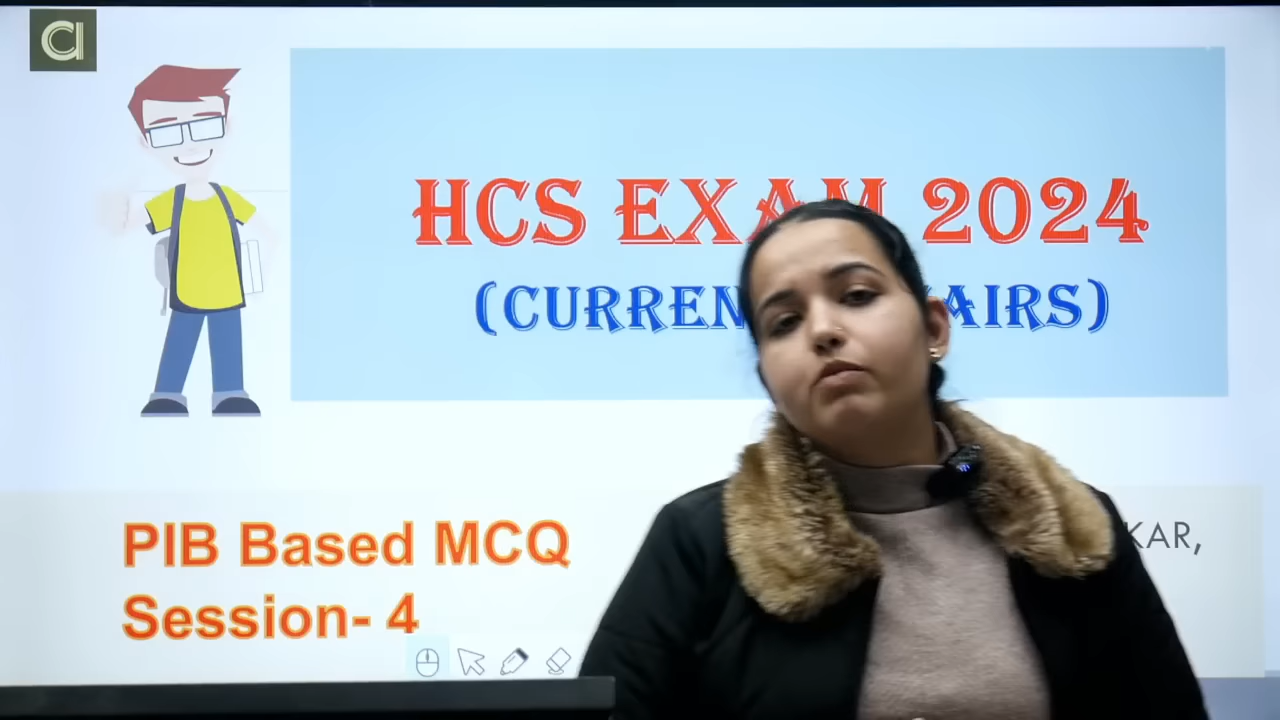 HCS EXAM 2024
(CURREN AIRS)
PIB Based MCQ
Session- 4
KAR,